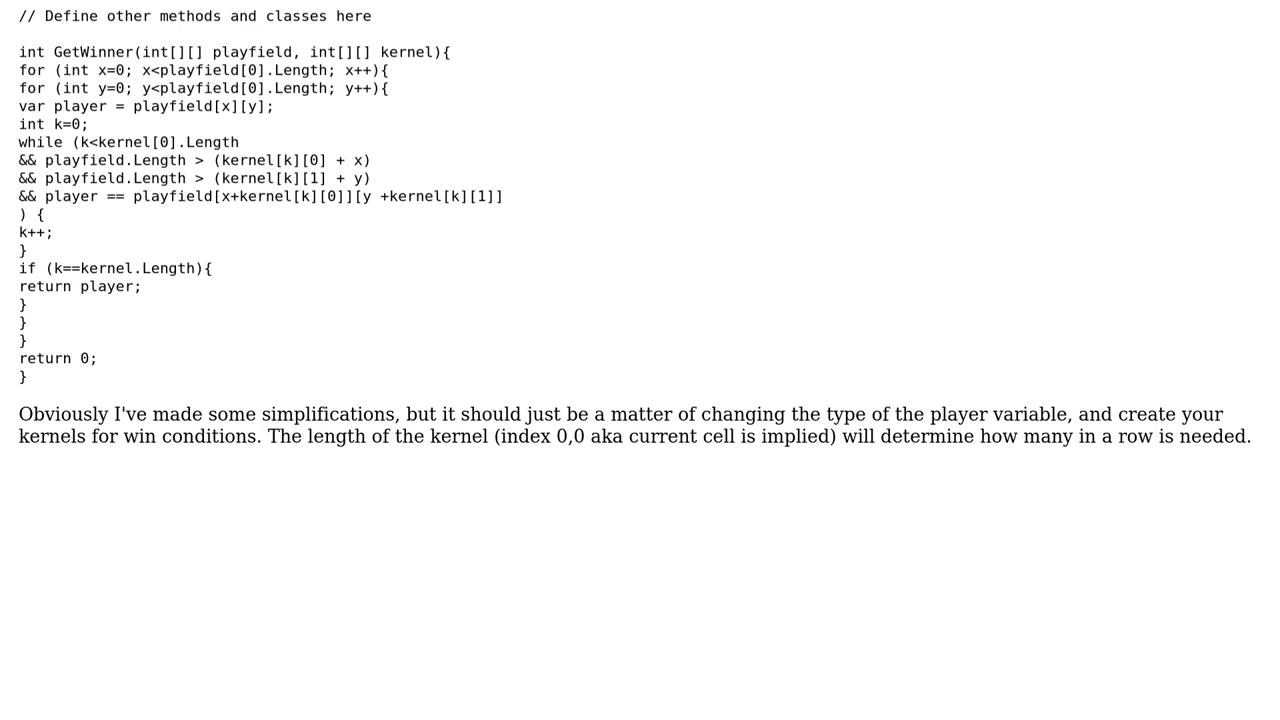 // Define other methods and classes here
int GetWinner(int[][] playfield, int[][] kernel){
for (int x=0; x<playfield[0].Length; x++){
for (int y=0; y<playfield[0].Length; y++){
var player = playfield[x][y];
int k=0;
while (k<kernel[0].Length
&& playfield.Length > (kernel[k][0] + x)
&& playfield.Length > (kernel[k][1] + y)
&& player == playfield[x+kernel[k][0]][y +kernel[k][1]]
) {
k++;
}
if (k==kernel.Length){
return player;
}
}
}
return 0;
}
Obviously I've made some simplifications, but it should just be a matter of changing the type of the player variable, and create your
kernels for win conditions. The length of the kernel (index 0,0 aka current cell is implied) will determine how many in a row is needed.